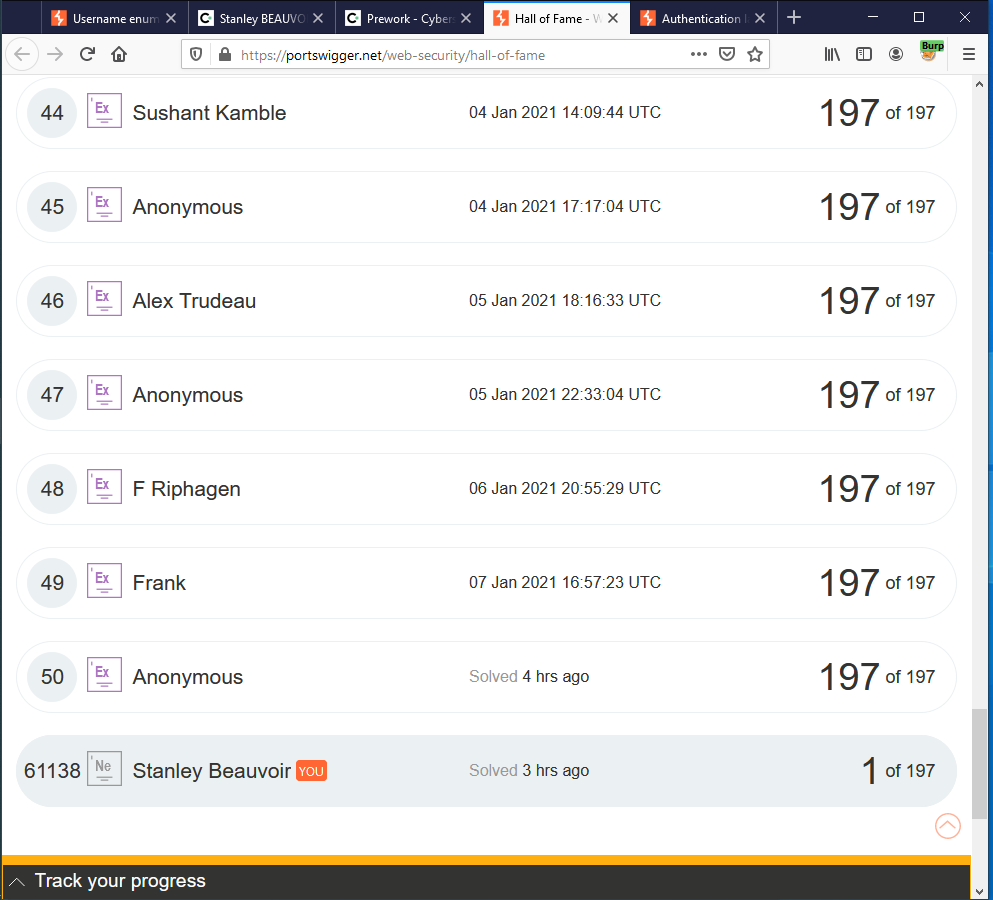 Username enum
Stanley BEAUVO
Prework - Cybers
Hall of Fame - W
Authentication l
https://portswigger.net/web-security/hall-of-fame
Burp
44 'Ex Sushant Kamble 04 Jan 2021 14:09:44 UTC 197 of 197
45 'Ex Anonymous 04 Jan 2021 17:17:04 UTC 197 of 197
46 'Ex Alex Trudeau 05 Jan 2021 18:16:33 UTC 197 of 197
47 'Ex Anonymous 05 Jan 2021 22:33:04 UTC 197 of 197
48 'Ex F Riphagen 06 Jan 2021 20:55:29 UTC 197 of 197
49 'Ex Frank 07 Jan 2021 16:57:23 UTC 197 of 197
50 'Ex Anonymous Solved 4 hrs ago 197 of 197
61138 'Ne Stanley Beauvoir YOU Solved 3 hrs ago 1 of 197
Track your progress